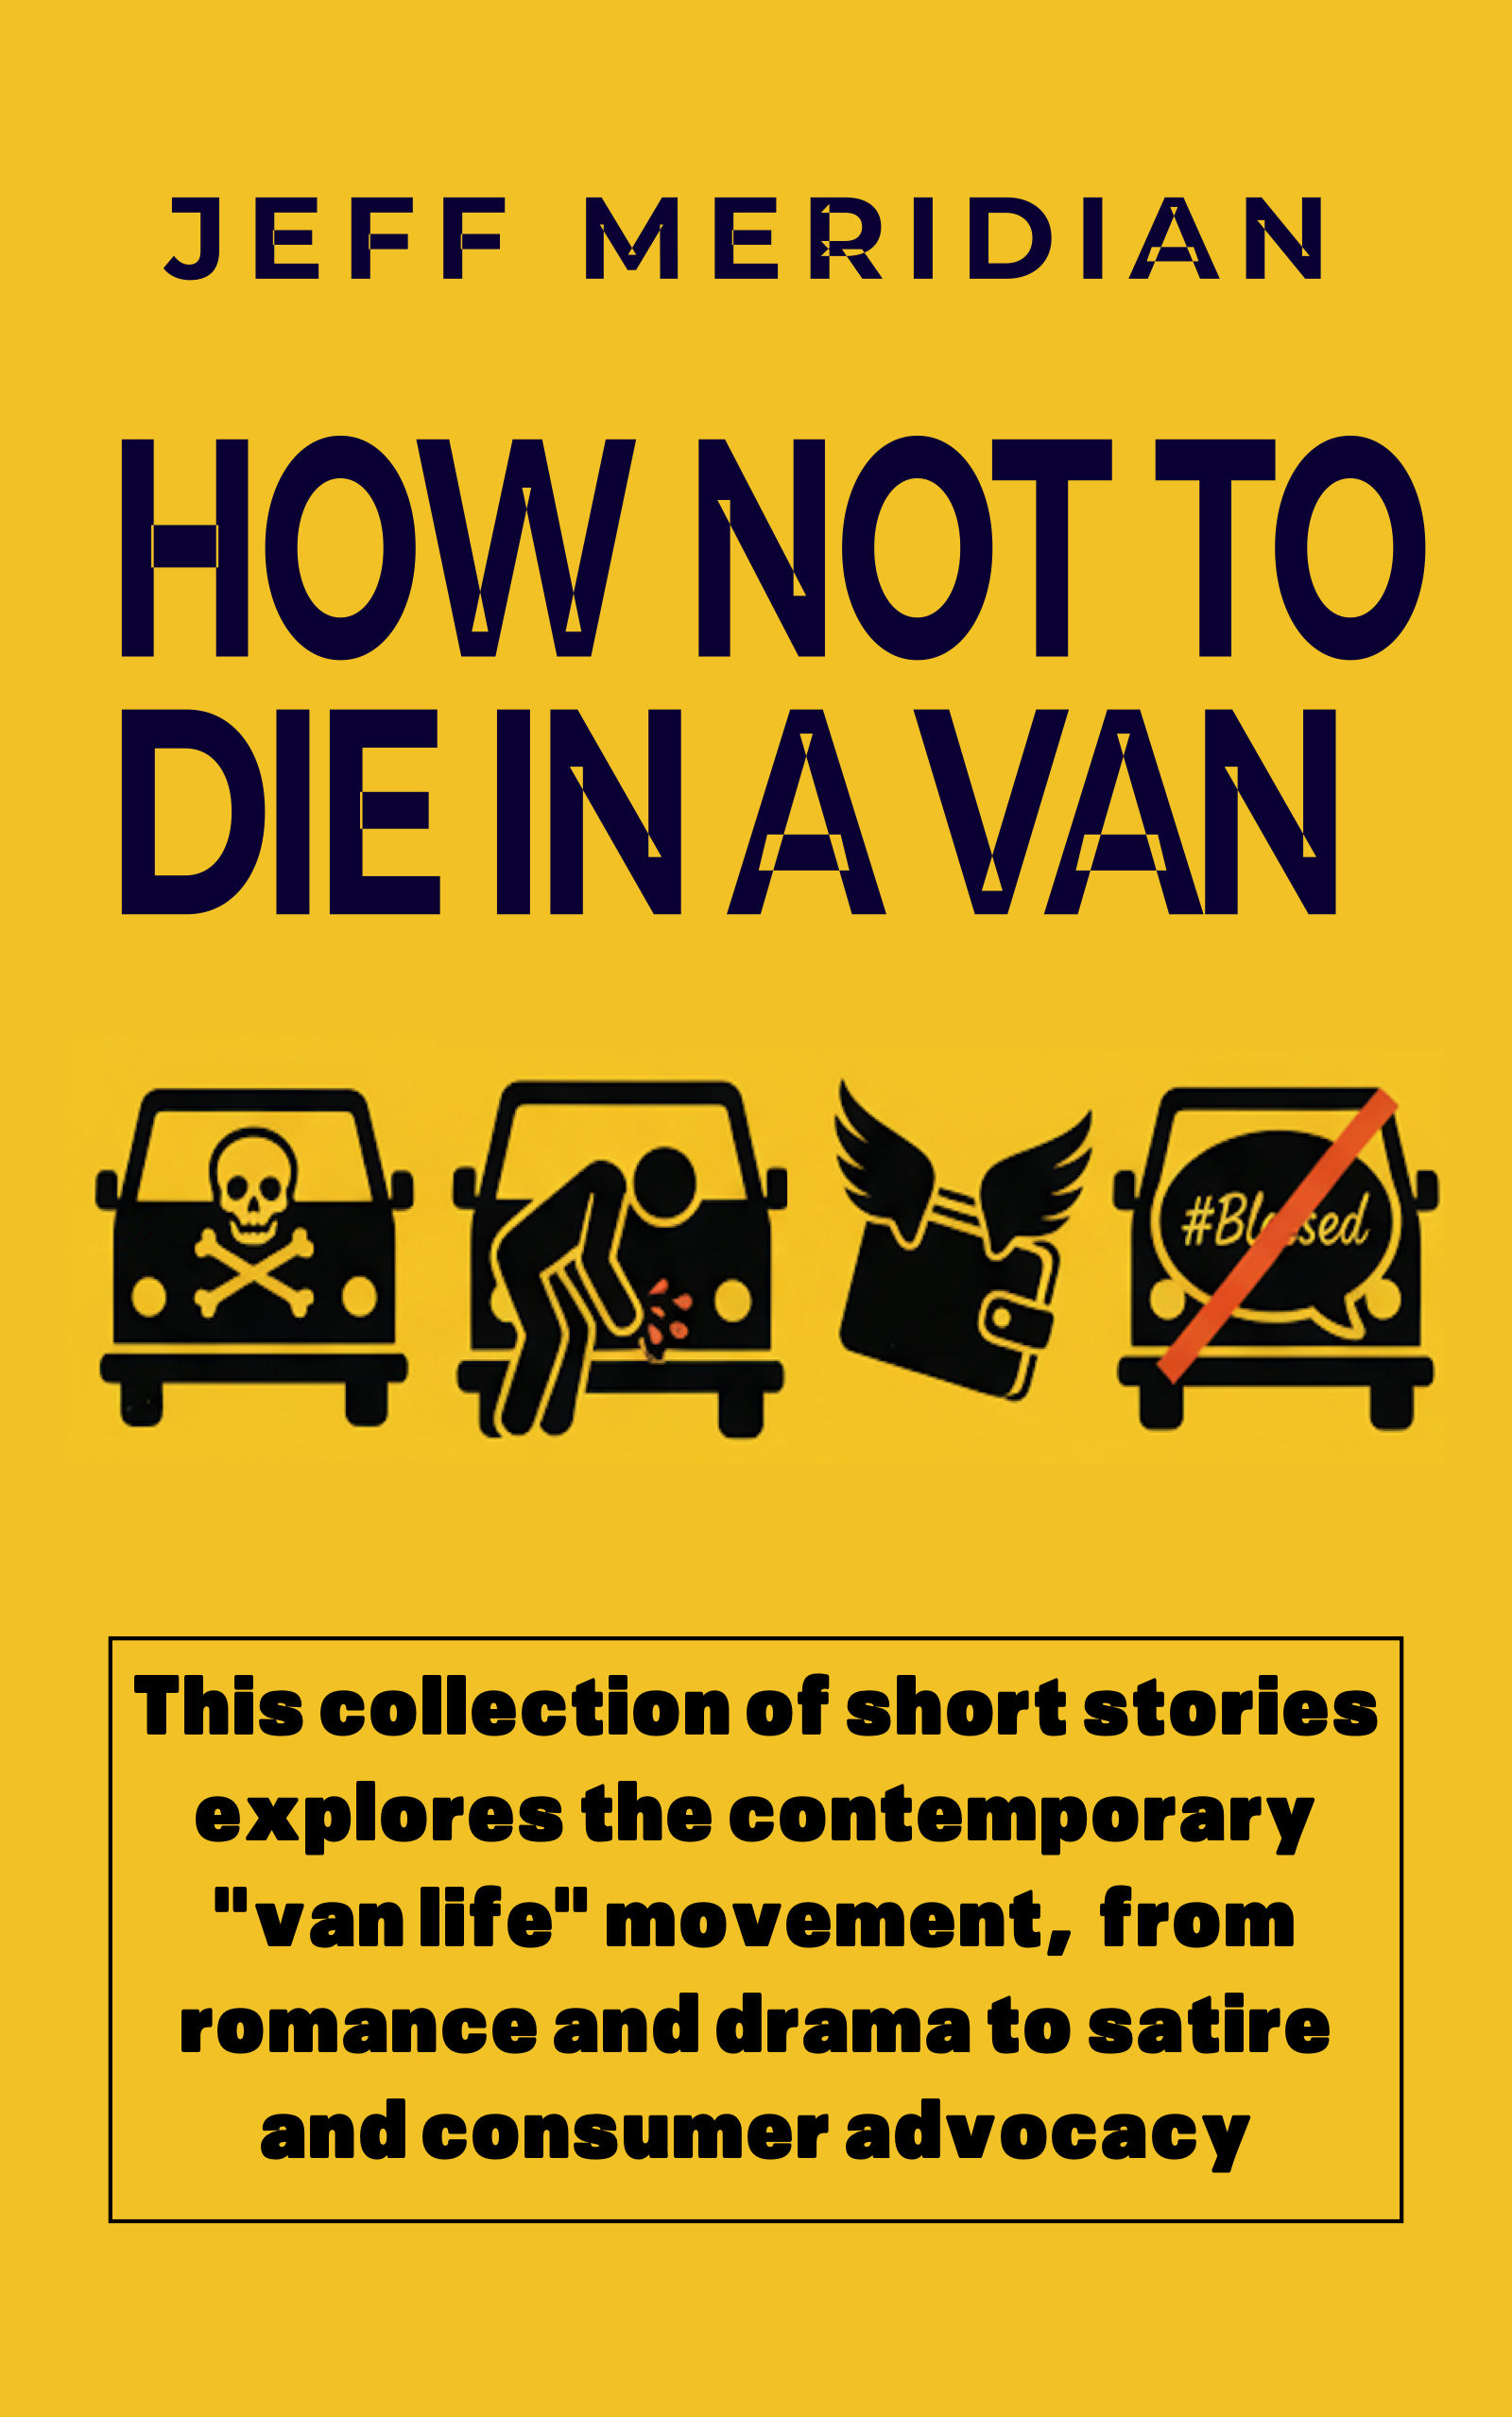 JEFF MERIDIAN
HOW NOT TO
DIE IN A VAN
#Blessed
This collection of short stories
explores the contemporary
"van life" movement, from
romance and drama to satire
and consumer advocacy